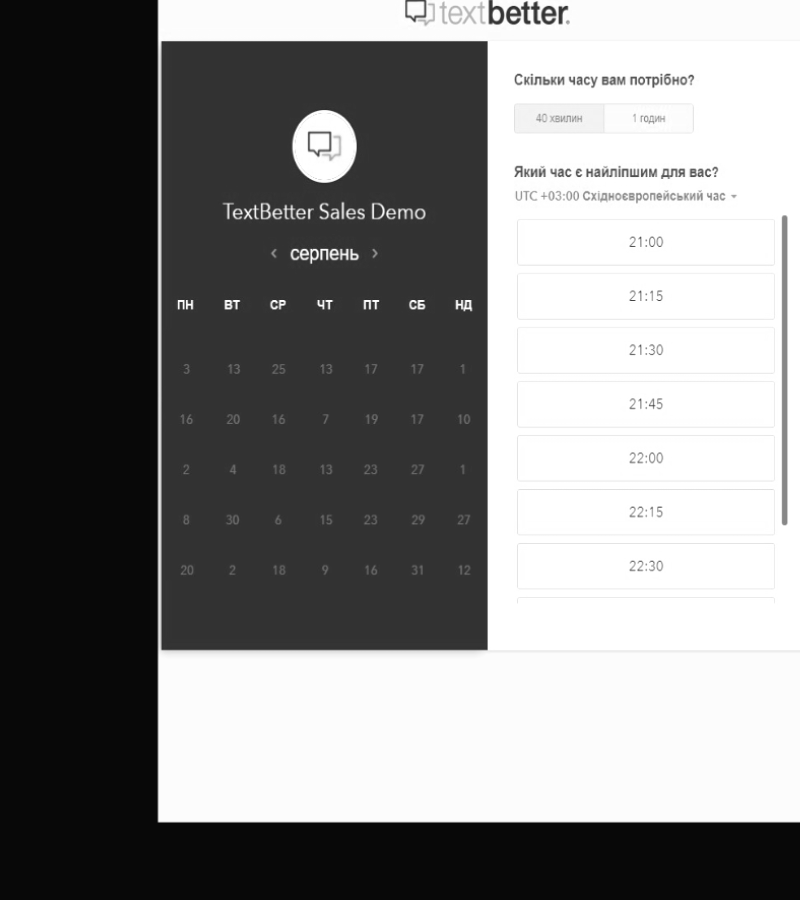 textbetter.
TextBetter Sales Demo
‹ серпень ›
ПН ВТ СР ЧТ ПТ СБ НД
3 13 25 13 17 17 1
16 20 16 7 19 17 10
2 4 18 13 23 27 1
8 30 6 15 23 29 27
20 2 18 9 16 31 12
Скільки часу вам потрібно?
40 хвилин 1 годин
Який час є найліпшим для вас?
UTC +03:00 Східноєвропейський час
21:00
21:15
21:30
21:45
22:00
22:15
22:30